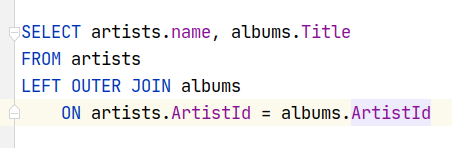 SELECT artists.name, albums.Title
FROM artists
LEFT OUTER JOIN albums
    ON artists.ArtistId = albums.ArtistId